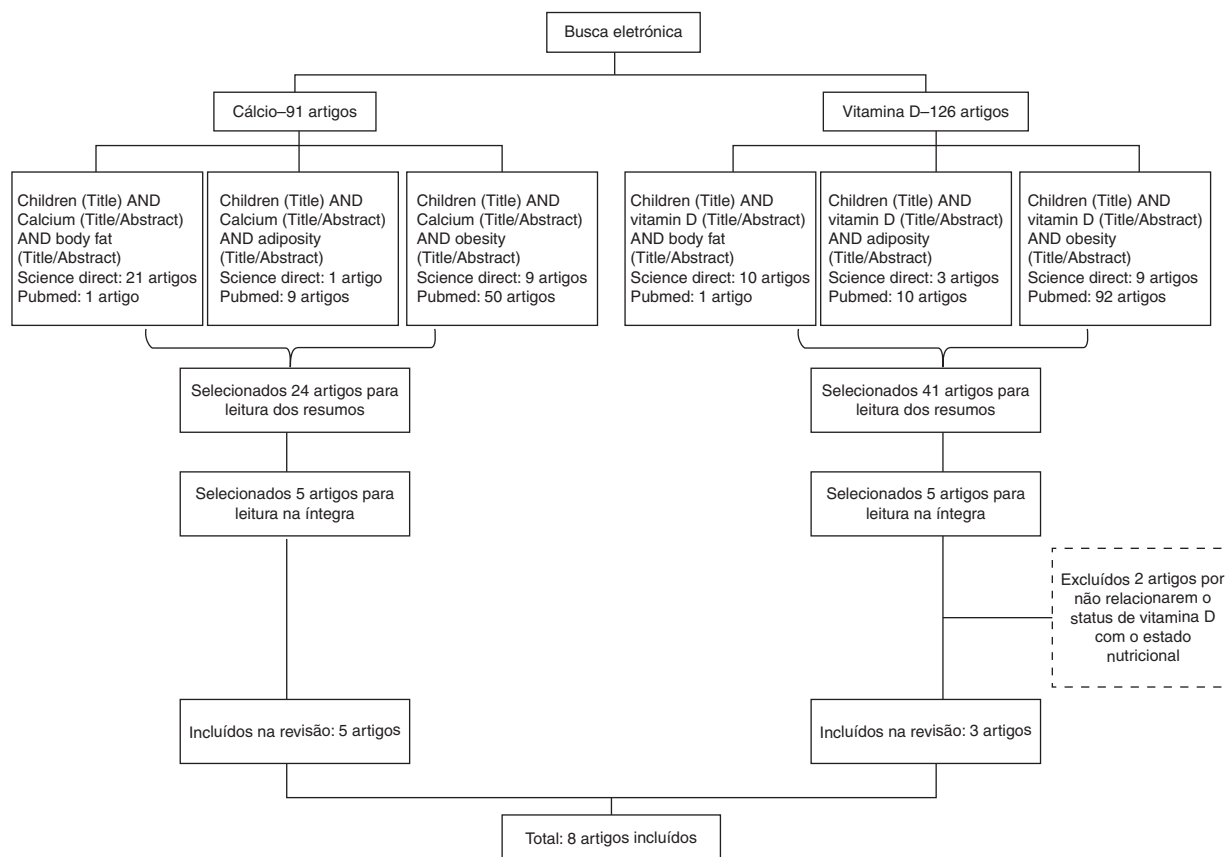 Busca eletrónica
Cálcio–91 artigos
Vitamina D–126 artigos
Children (Title) AND
Calcium (Title/Abstract)
AND body fat
(Title/Abstract)
Science direct: 21 artigos
Pubmed: 1 artigo
Children (Title) AND
Calcium (Title/Abstract)
AND adiposity
(Title/Abstract)
Science direct: 1 artigo
Pubmed: 9 artigos
Children (Title) AND
Calcium (Title/Abstract)
AND obesity
(Title/Abstract)
Science direct: 9 artigos
Pubmed: 50 artigos
Children (Title) AND
vitamin D (Title/Abstract)
AND body fat
(Title/Abstract)
Science direct: 10 artigos
Pubmed: 1 artigo
Children (Title) AND
vitamin D (Title/Abstract)
AND adiposity
(Title/Abstract)
Science direct: 3 artigos
Pubmed: 10 artigos
Children (Title) AND
vitamin D (Title/Abstract)
AND obesity
(Title/Abstract)
Science direct: 9 artigos
Pubmed: 92 artigos
Selecionados 24 artigos para
leitura dos resumos
Selecionados 41 artigos para
leitura dos resumos
Selecionados 5 artigos para
leitura na íntegra
Selecionados 5 artigos para
leitura na íntegra
Excluídos 2 artigos por
não relacionarem o
status de vitamina D
com o estado
nutricional
Incluídos na revisão: 5 artigos
Incluídos na revisão: 3 artigos
Total: 8 artigos incluídos